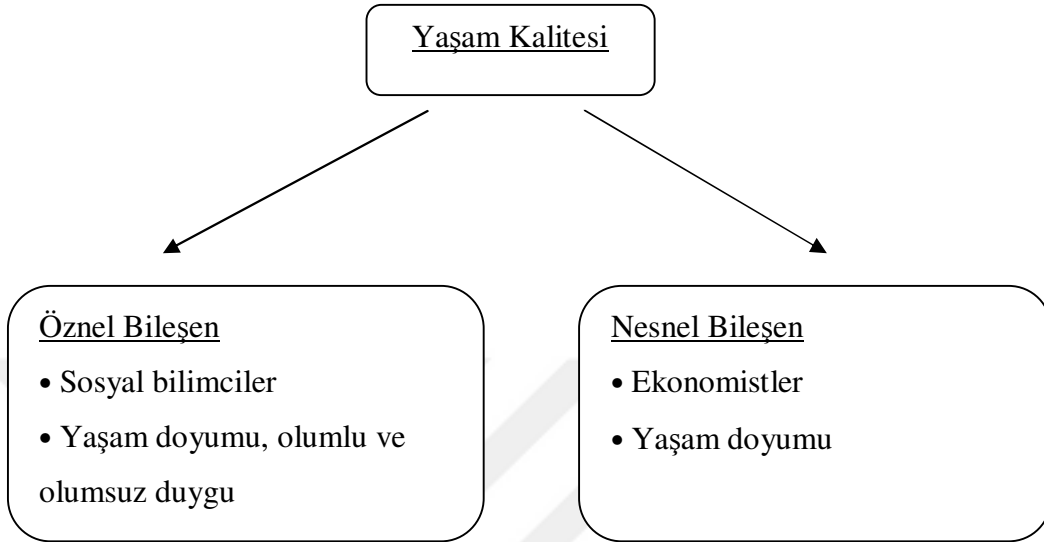 Yaşam Kalitesi
Öznel Bileşen
• Sosyal bilimciler
• Yaşam doyumu, olumlu ve
olumsuz duygu
Nesnel Bileşen
• Ekonomistler
• Yaşam doyumu